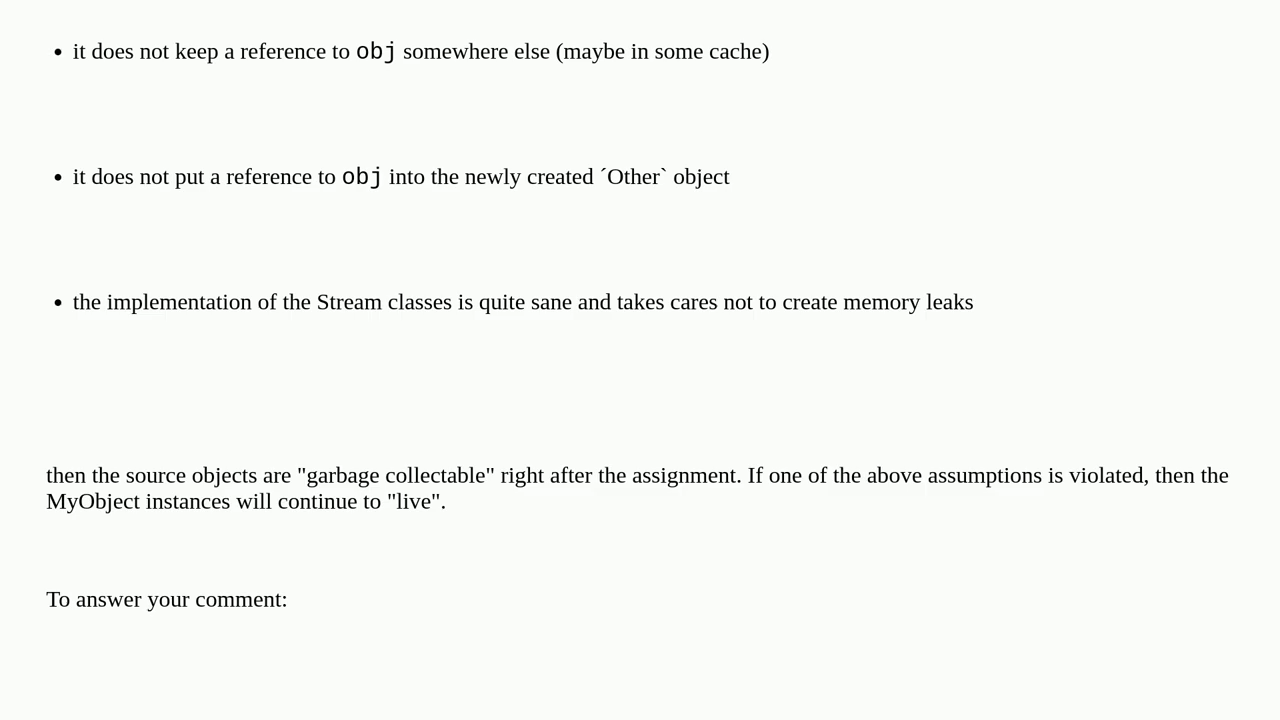 • it does not keep a reference to obj somewhere else (maybe in some cache)
• it does not put a reference to obj into the newly created ´Other` object
• the implementation of the Stream classes is quite sane and takes cares not to create memory leaks
then the source objects are "garbage collectable" right after the assignment. If one of the above assumptions is violated, then the
MyObject instances will continue to "live".
To answer your comment: